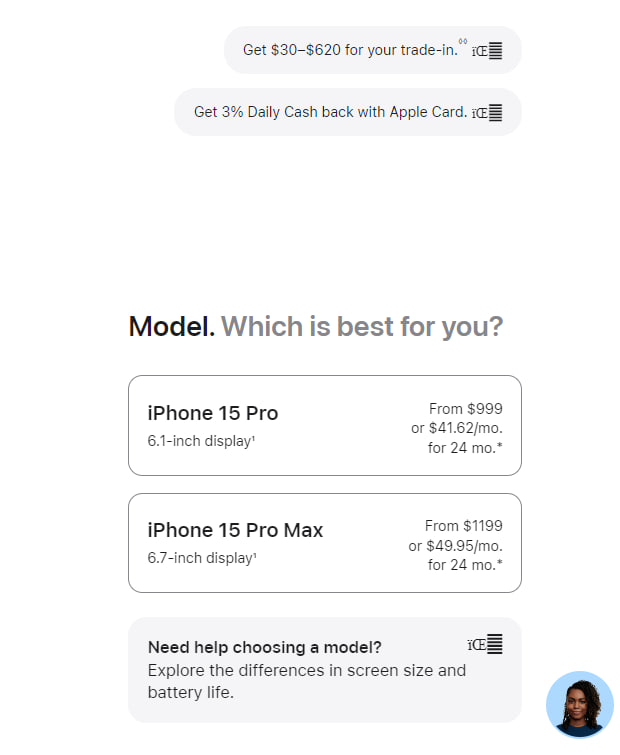 Get $30–$620 for your trade-in.◊◊ ïŒ
Get 3% Daily Cash back with Apple Card. ïŒ
Model. Which is best for you?
iPhone 15 Pro
6.1-inch display¹
From $999
or $41.62/mo.
for 24 mo.*
iPhone 15 Pro Max
6.7-inch display¹
From $1199
or $49.95/mo.
for 24 mo.*
Need help choosing a model? ïŒ
Explore the differences in screen size and
battery life.